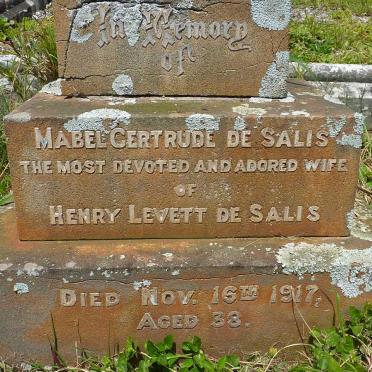 In Memory
of
MABEL GERTRUDE DE SALIS
THE MOST DEVOTED AND ADORED WIFE
OF
HENRY LEVETT DE SALIS
DIED NOV. 16TH 1917,
AGED 38.